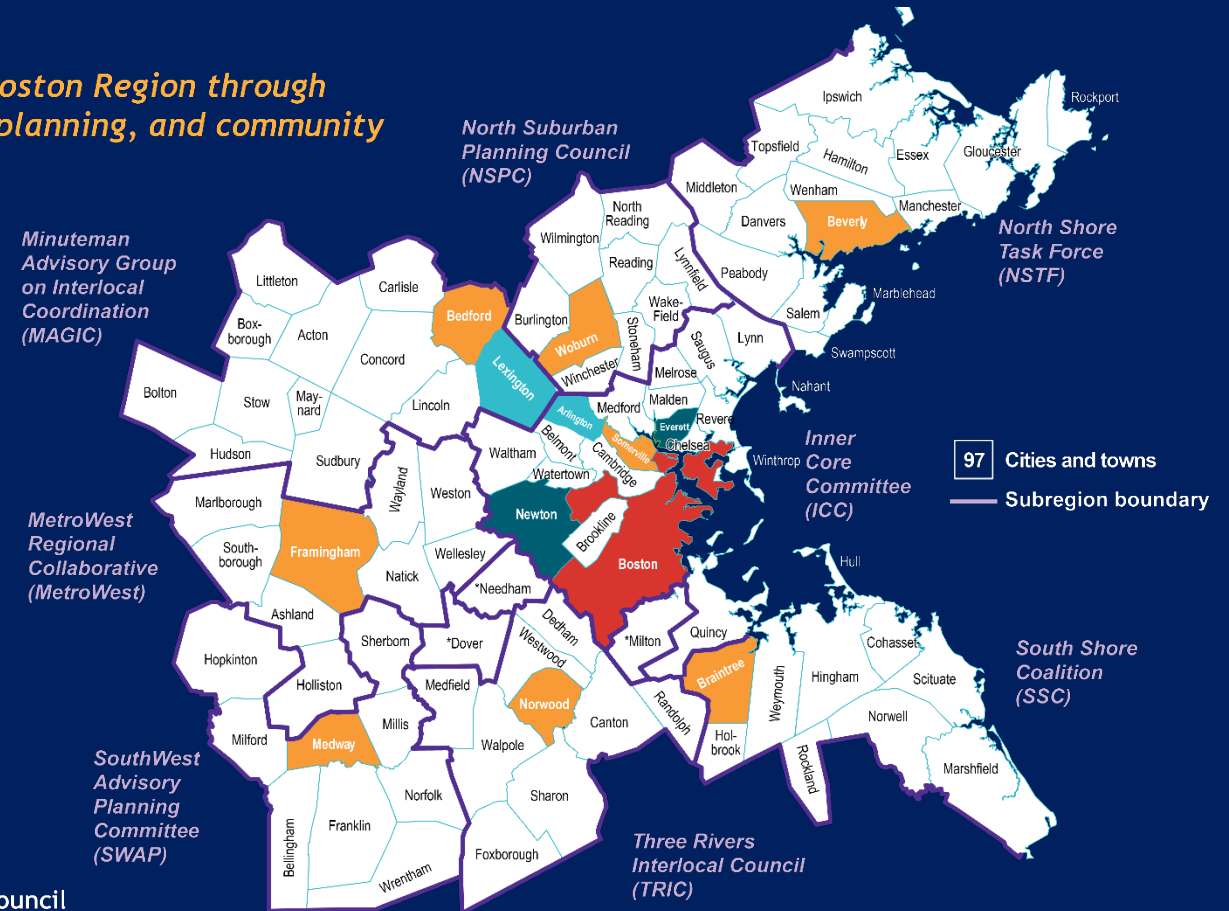 oston Region through
planning, and community
North Suburban
Planning Council
(NSPC)
Minuteman
Advisory Group
on Interlocal
Coordination
(MAGIC)
North Shore
Task Force
(NSTF)
Inner
Core
Committee
(ICC)
97 Cities and towns
Subregion boundary
MetroWest
Regional
Collaborative
(MetroWest)
South Shore
Coalition
(SSC)
SouthWest
Advisory
Planning
Committee
(SWAP)
Three Rivers
Interlocal Council
(TRIC)
ouncil
Ipswich
Rockport
Topsfield
Hamilton
Essex
Gloucester
Middleton
Wenham
Manchester
Danvers
Beverly
Peabody
Marblehead
Salem
Swampscott
Nahant
North
Reading
Wilmington
Reading
Lynnfield
Burlington
Woburn
Wake-
Field
Stoneham
Winchester
Saugus
Lynn
Littleton
Carlisle
Bedford
Box-
borough
Acton
Concord
Lexington
Bolton
Stow
May-
nard
Lincoln
Hudson
Sudbury
Melrose
Medford
Malden
Arlington
Everett
Revere
Somerville
Chelsea
Belmont
Cambridge
Winthrop
Waltham
Watertown
Newton
Brookline
Boston
Marlborough
Wayland
Weston
South-
borough
Framingham
Wellesley
Natick
Ashland
*Needham
Hull
Hopkinton
Sherborn
*Dover
Dedham
Westwood
*Milton
Quincy
Cohasset
Holliston
Medfield
Norwood
Canton
Randolph
Braintree
Weymouth
Hingham
Scituate
Milford
Medway
Millis
Walpole
Hol-
brook
Norwell
Rockland
Marshfield
Bellingham
Franklin
Norfolk
Sharon
Wrentham
Foxborough